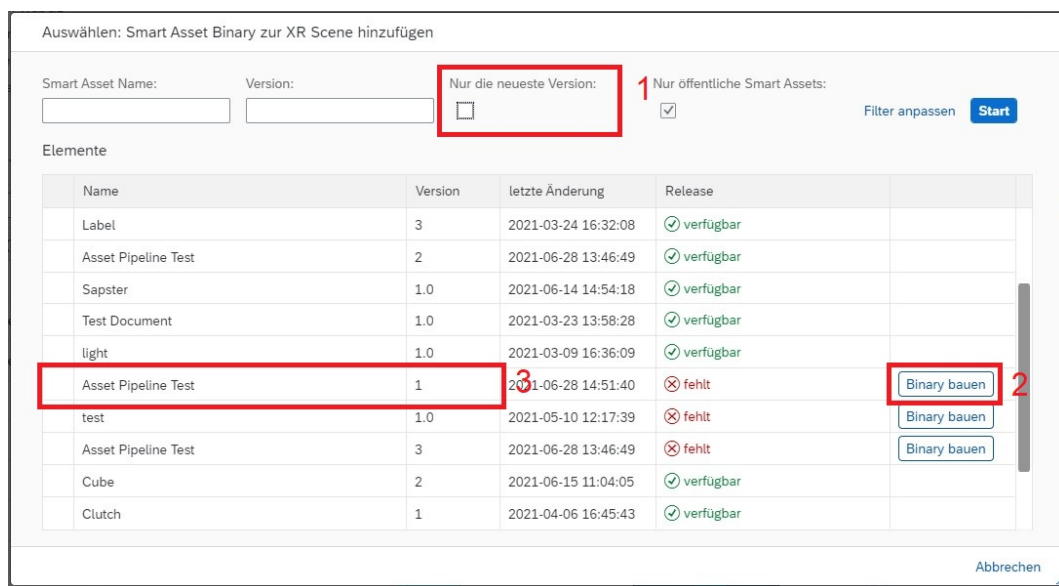 Auswählen: Smart Asset Binary zur XR Scene hinzufügen
Smart Asset Name: Version: Nur die neueste Version: 1 Nur öffentliche Smart Assets:
Filter anpassen Start
Elemente
Name Version letzte Änderung Release
Label 3 2021-03-24 16:32:08 verfügbar
Asset Pipeline Test 2 2021-06-28 13:46:49 verfügbar
Sapster 1.0 2021-06-14 14:54:18 verfügbar
Test Document 1.0 2021-03-23 13:58:28 verfügbar
light 1.0 2021-03-09 16:36:09 verfügbar
Asset Pipeline Test 1 3 2021-06-28 14:51:40 fehlt Binary bauen 2
test 1.0 2021-05-10 12:17:39 fehlt Binary bauen
Asset Pipeline Test 3 2021-06-28 13:46:49 fehlt Binary bauen
Cube 2 2021-06-15 11:04:05 verfügbar
Clutch 1 2021-04-06 16:45:43 verfügbar
Abbrechen